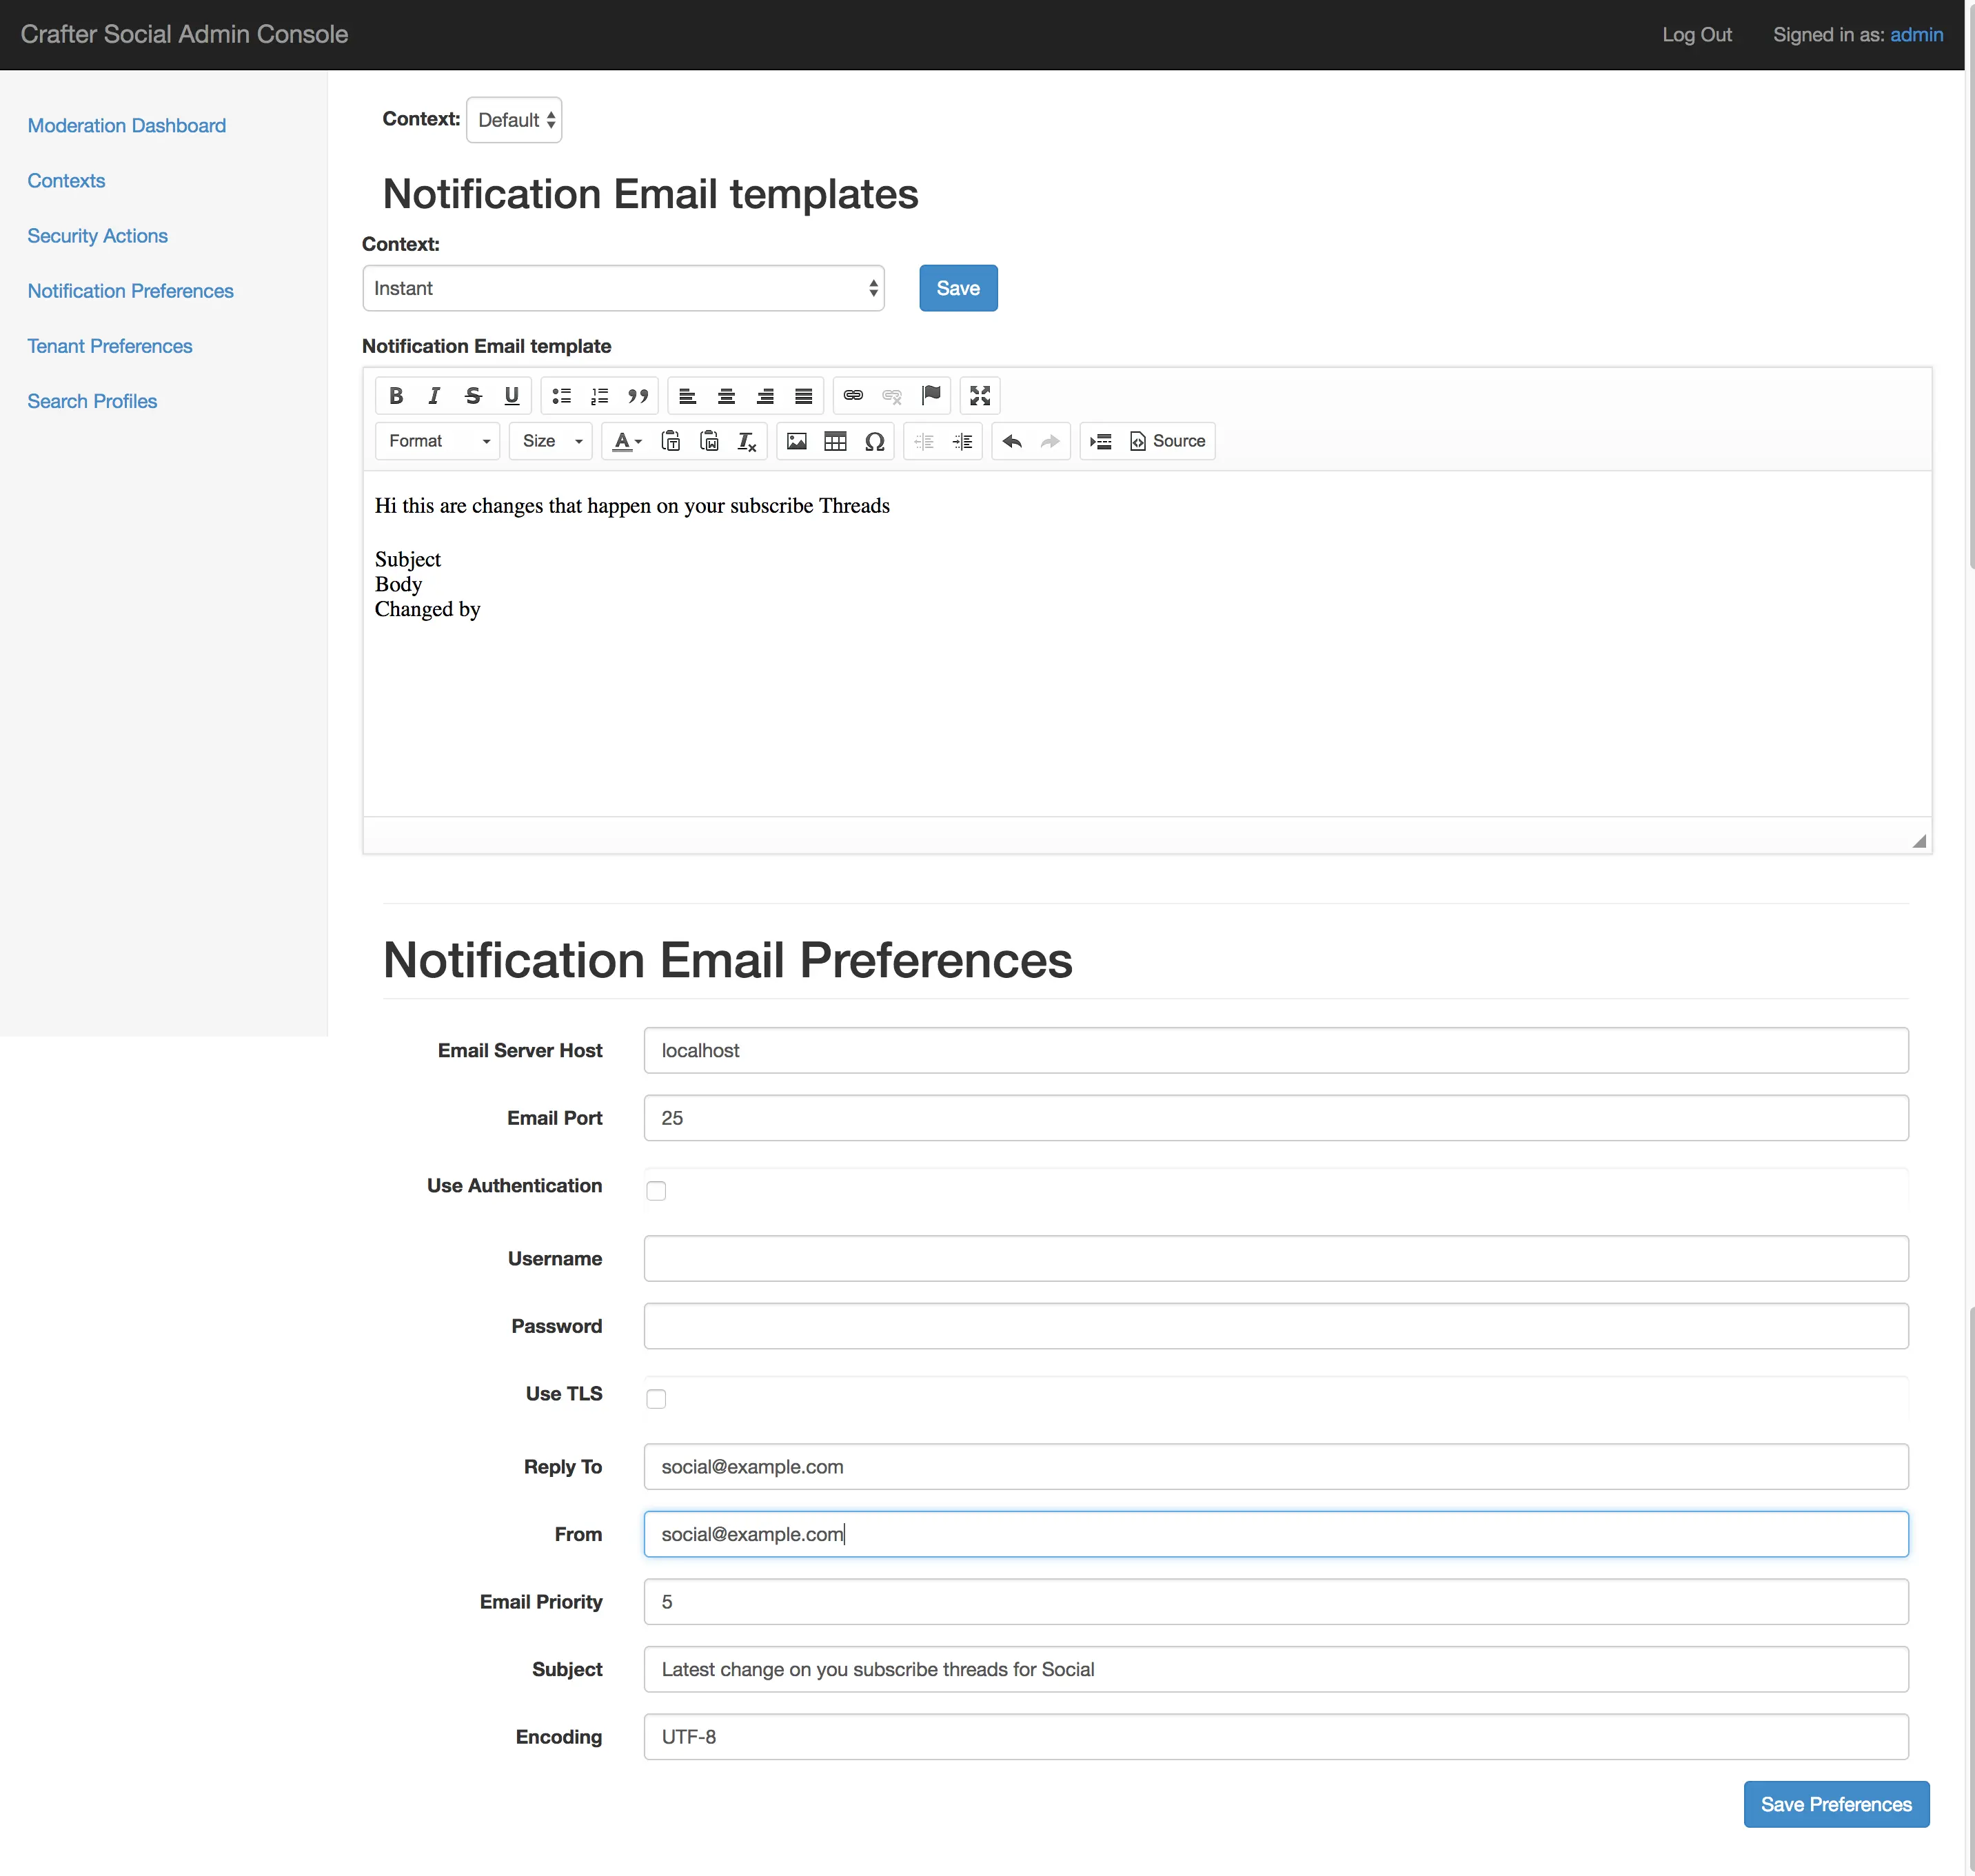 Crafter Social Admin Console
Log Out Signed in as: admin
Moderation Dashboard
Contexts
Security Actions
Notification Preferences
Tenant Preferences
Search Profiles
Context: Default
Notification Email templates
Context:
Instant Save
Notification Email template
Format Size Source
Hi this are changes that happen on your subscribe Threads
Subject
Body
Changed by
Notification Email Preferences
Email Server Host localhost
Email Port 25
Use Authentication
Username
Password
Use TLS
Reply To social@example.com
From social@example.com
Email Priority 5
Subject Latest change on you subscribe threads for Social
Encoding UTF-8
Save Preferences